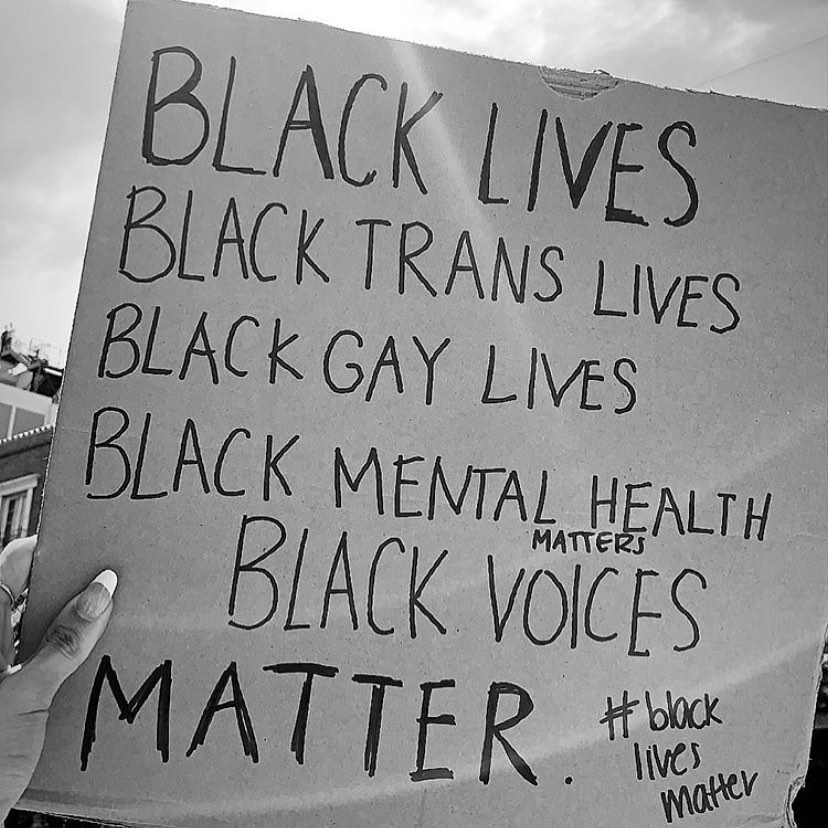 BLACK LIVES
BLACK TRANS LIVES
BLACK GAY LIVES
BLACK MENTAL HEALTH
MATTERS
BLACK VOICES
MATTER.
#black
lives
matter